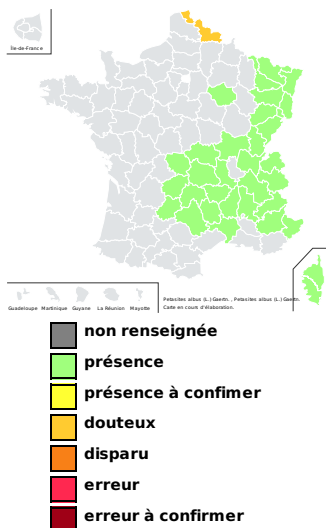 Île-de-France
Guadeloupe Martinique Guyane La Réunion Mayotte
Petasites albus (L.) Gaertn. , Petasites albus (L.) Gaertn.
Carte en cours d'élaboration.
non renseignée
présence
présence à confimer
douteux
disparu
erreur
erreur à confirmer